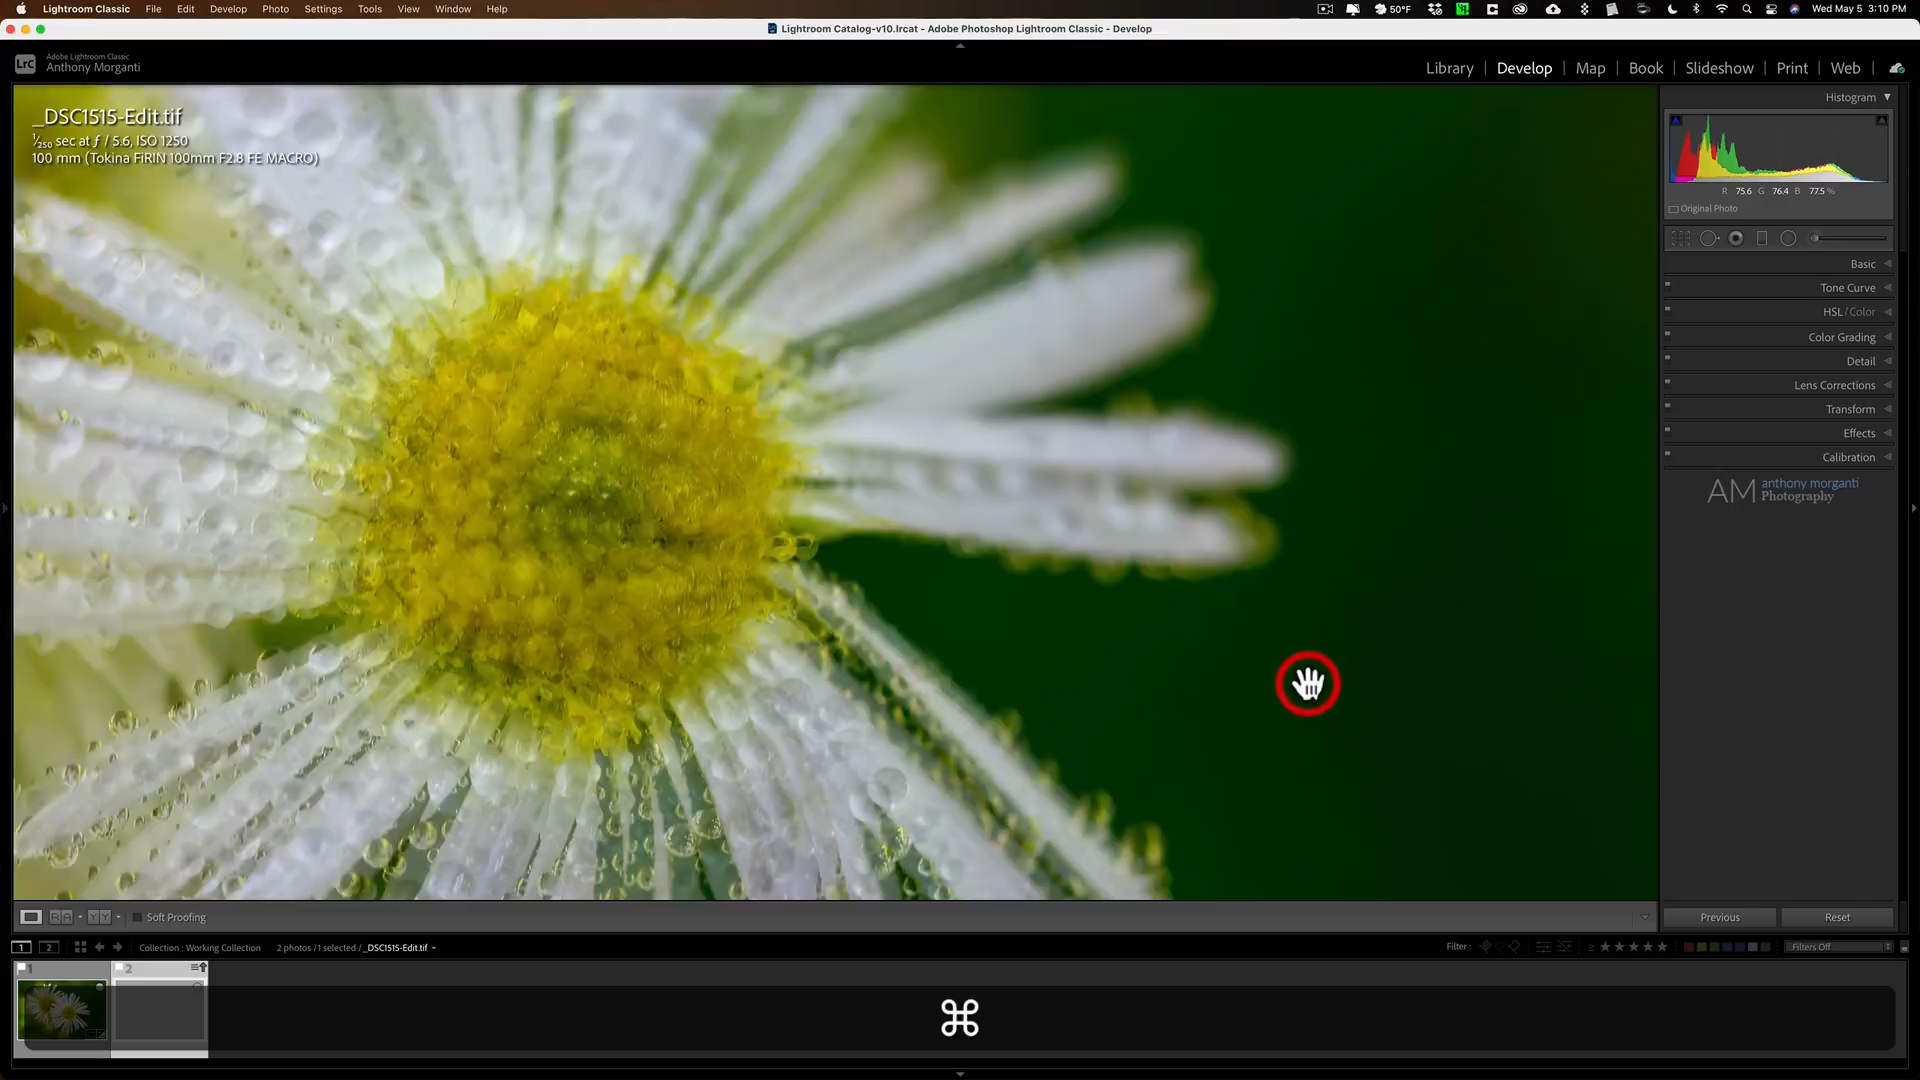 Lightroom Classic File Edit Develop Photo Settings Tools View Window Help 50°F Wed May 5 3:10 PM
Lightroom Catalog-v10.lrcat - Adobe Photoshop Lightroom Classic - Develop
LrC Adobe Lightroom Classic
Anthony Morganti
Library | Develop | Map | Book | Slideshow | Print | Web
Histogram
_DSC1515-Edit.tif
1/250 sec at f / 5.6, ISO 1250
100 mm (Tokina FiRIN 100mm F2.8 FE MACRO)
R 75.6 G 76.4 B 77.5 %
Original Photo
Basic
Tone Curve
HSL / Color
Color Grading
Detail
Lens Corrections
Transform
Effects
Calibration
AM anthony morganti
Photography
R A Y Y Soft Proofing
Previous Reset
1 2 Collection : Working Collection 2 photos / 1 selected / _DSC1515-Edit.tif Filter : ≥ ★★★★★ Filters Off
1 2
⌘